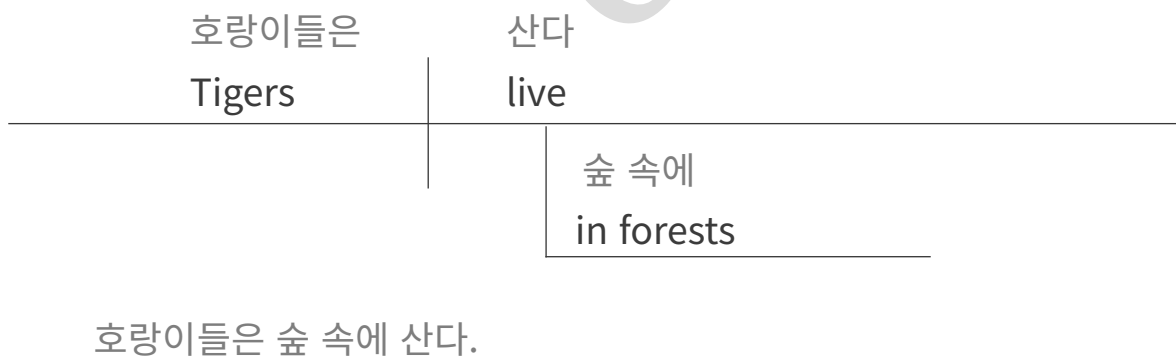 호랑이들은 산다
Tigers live
숲 속에
in forests
호랑이들은 숲 속에 산다.